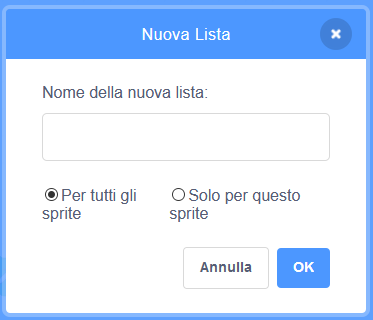 Nuova Lista
Nome della nuova lista:
Per tutti gli
sprite
Solo per questo
sprite
Annulla
OK